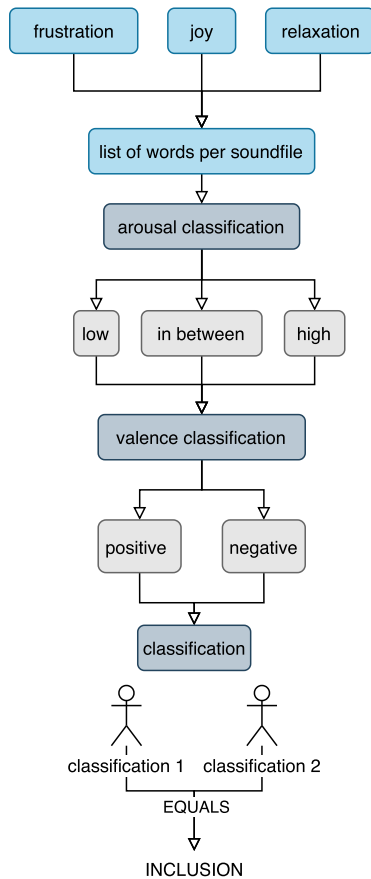 frustration
joy
relaxation
list of words per soundfile
arousal classification
low
in between
high
valence classification
positive
negative
classification
classification 1
classification 2
EQUALS
INCLUSION